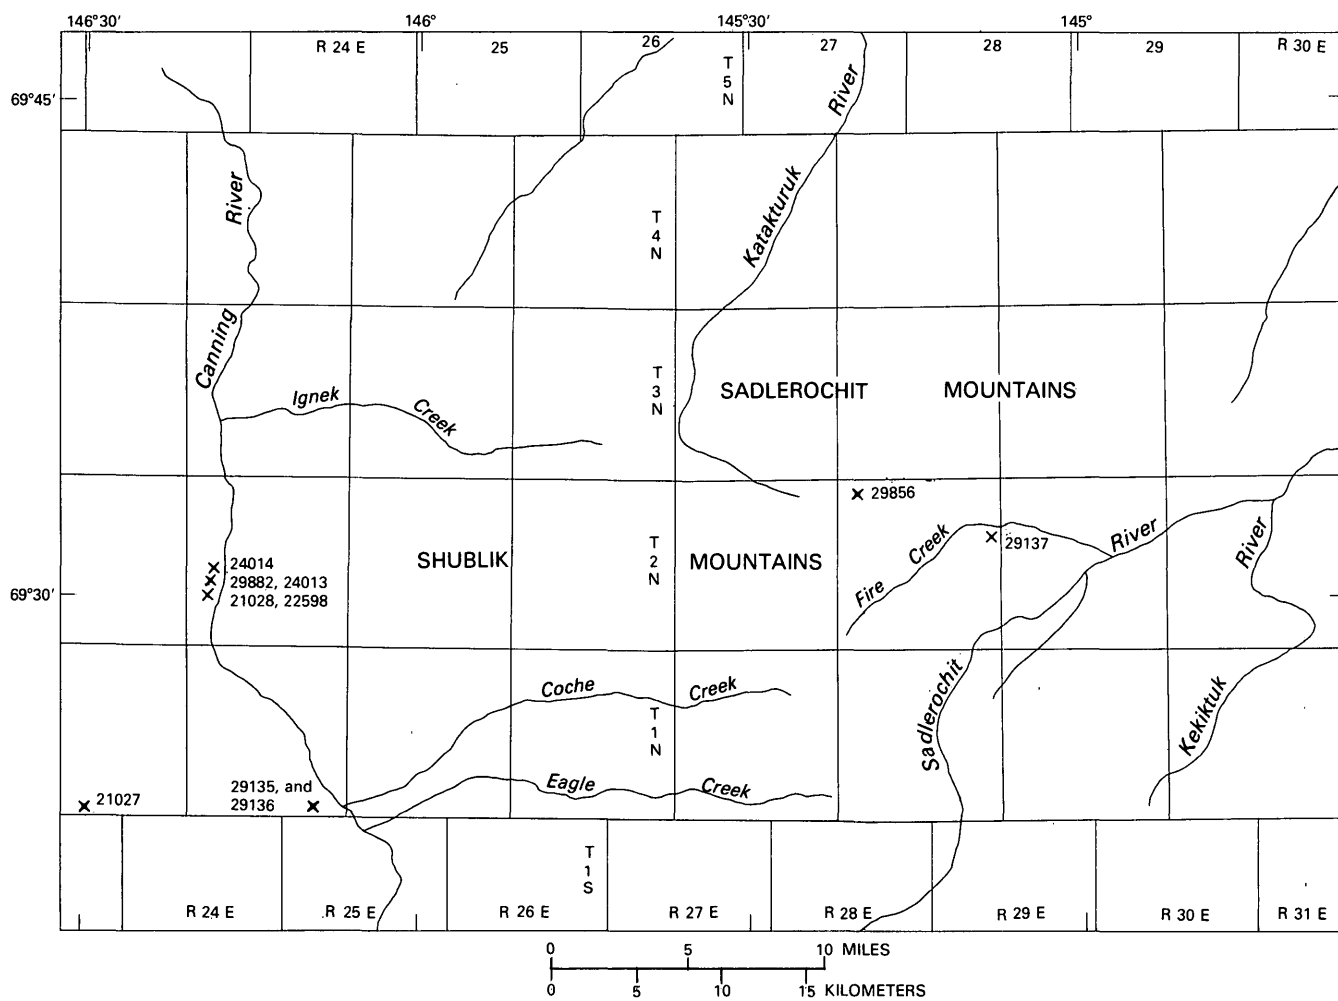 146°30′ 146° 145°30′ 145°
R 24 E 25 26 27 28 29 R 30 E
T
5
N
69°45′
River
Katakturuk
River
Canning
T
4
N
T
3
N
SADLEROCHIT MOUNTAINS
Ignek
Creek
29856
Fire Creek
29137
River
River
Kekiktuk
SHUBLIK MOUNTAINS
T
2
N
24014
29882, 24013
21028, 22598
69°30′
Sadlerochit
Coche Creek
T
1
N
Eagle Creek
29135, and
29136
21027
T
1
S
R 24 E R 25 E R 26 E R 27 E R 28 E R 29 E R 30 E R 31 E
0 5 10 MILES
0 5 10 15 KILOMETERS